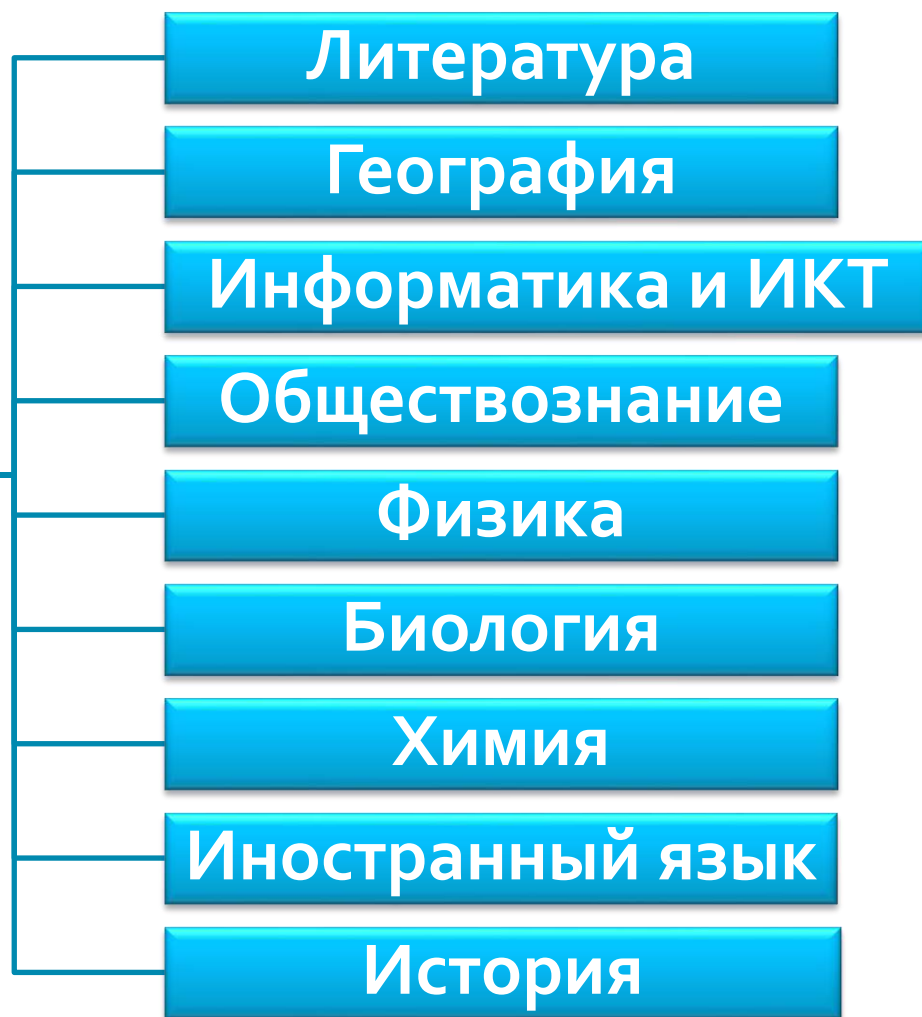 Литература
География
Информатика и ИКТ
Обществознание
Физика
Биология
Химия
Иностранный язык
История